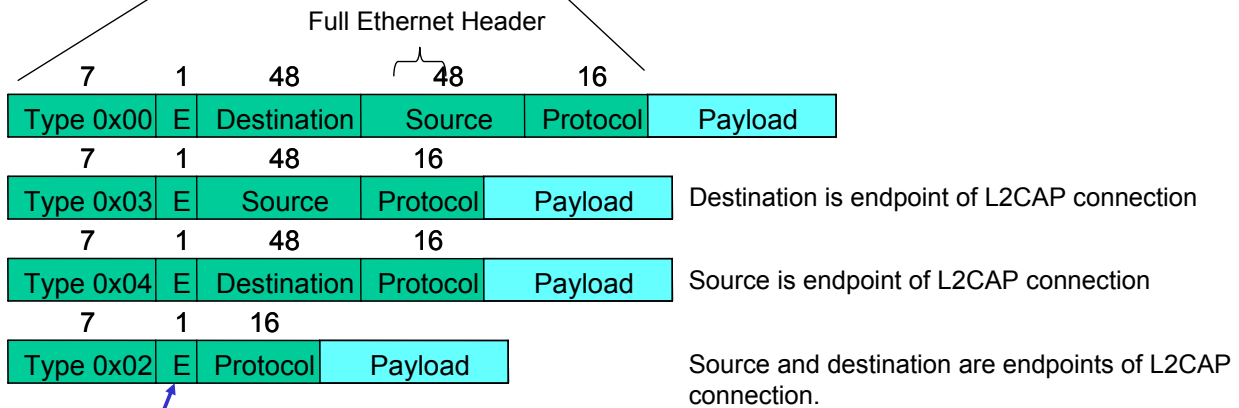 Full Ethernet Header
7 1 48 48 16
Type 0x00 E Destination Source Protocol Payload
7 1 48 16
Type 0x03 E Source Protocol Payload Destination is endpoint of L2CAP connection
7 1 48 16
Type 0x04 E Destination Protocol Payload Source is endpoint of L2CAP connection
7 1 16
Type 0x02 E Protocol Payload Source and destination are endpoints of L2CAP
connection.